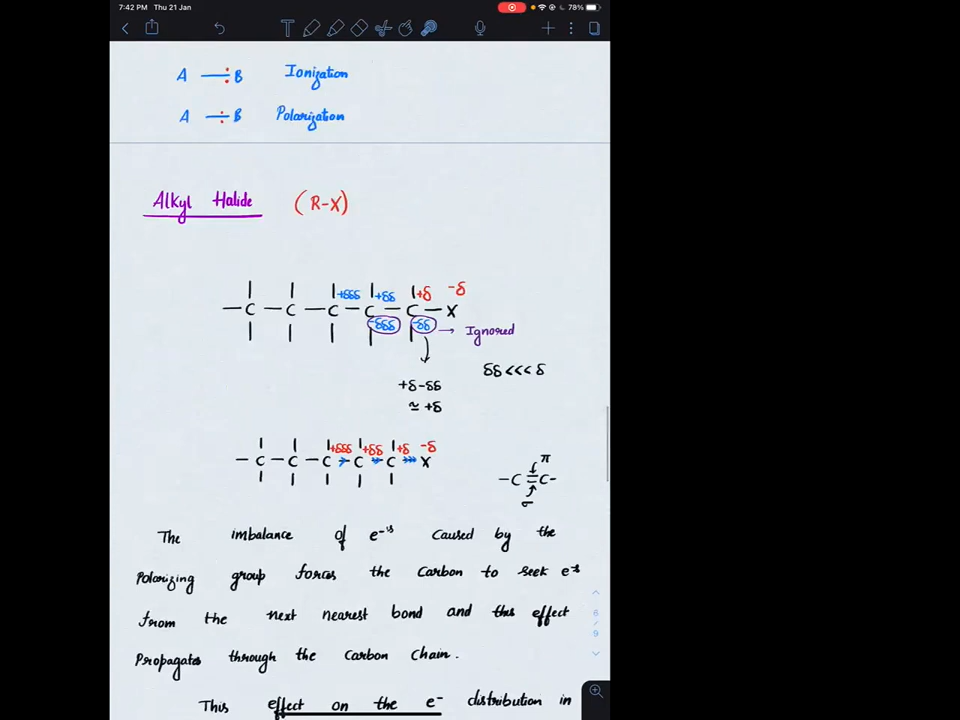 7:42 PM Thu 21 Jan
78%
A — : B Ionization
A — : B Polarization
Alkyl Halide (R-X)
+δδδ +δδ +δ -δ
— C — C — C — C — C — X
-δδδ -δδ → Ignored
δδ <<< δ
+δ-δδ
≃ +δ
+δδδ +δδ +δ -δ
— C — C — C — C — C — X
π
-C=C-
σ
The imbalance of e⁻'s caused by the
Polarizing group forces the Carbon to seek e⁻s
from the next nearest bond and this effect
Propagates through the Carbon Chain.
This effect on the e⁻ distribution in
6
/
9